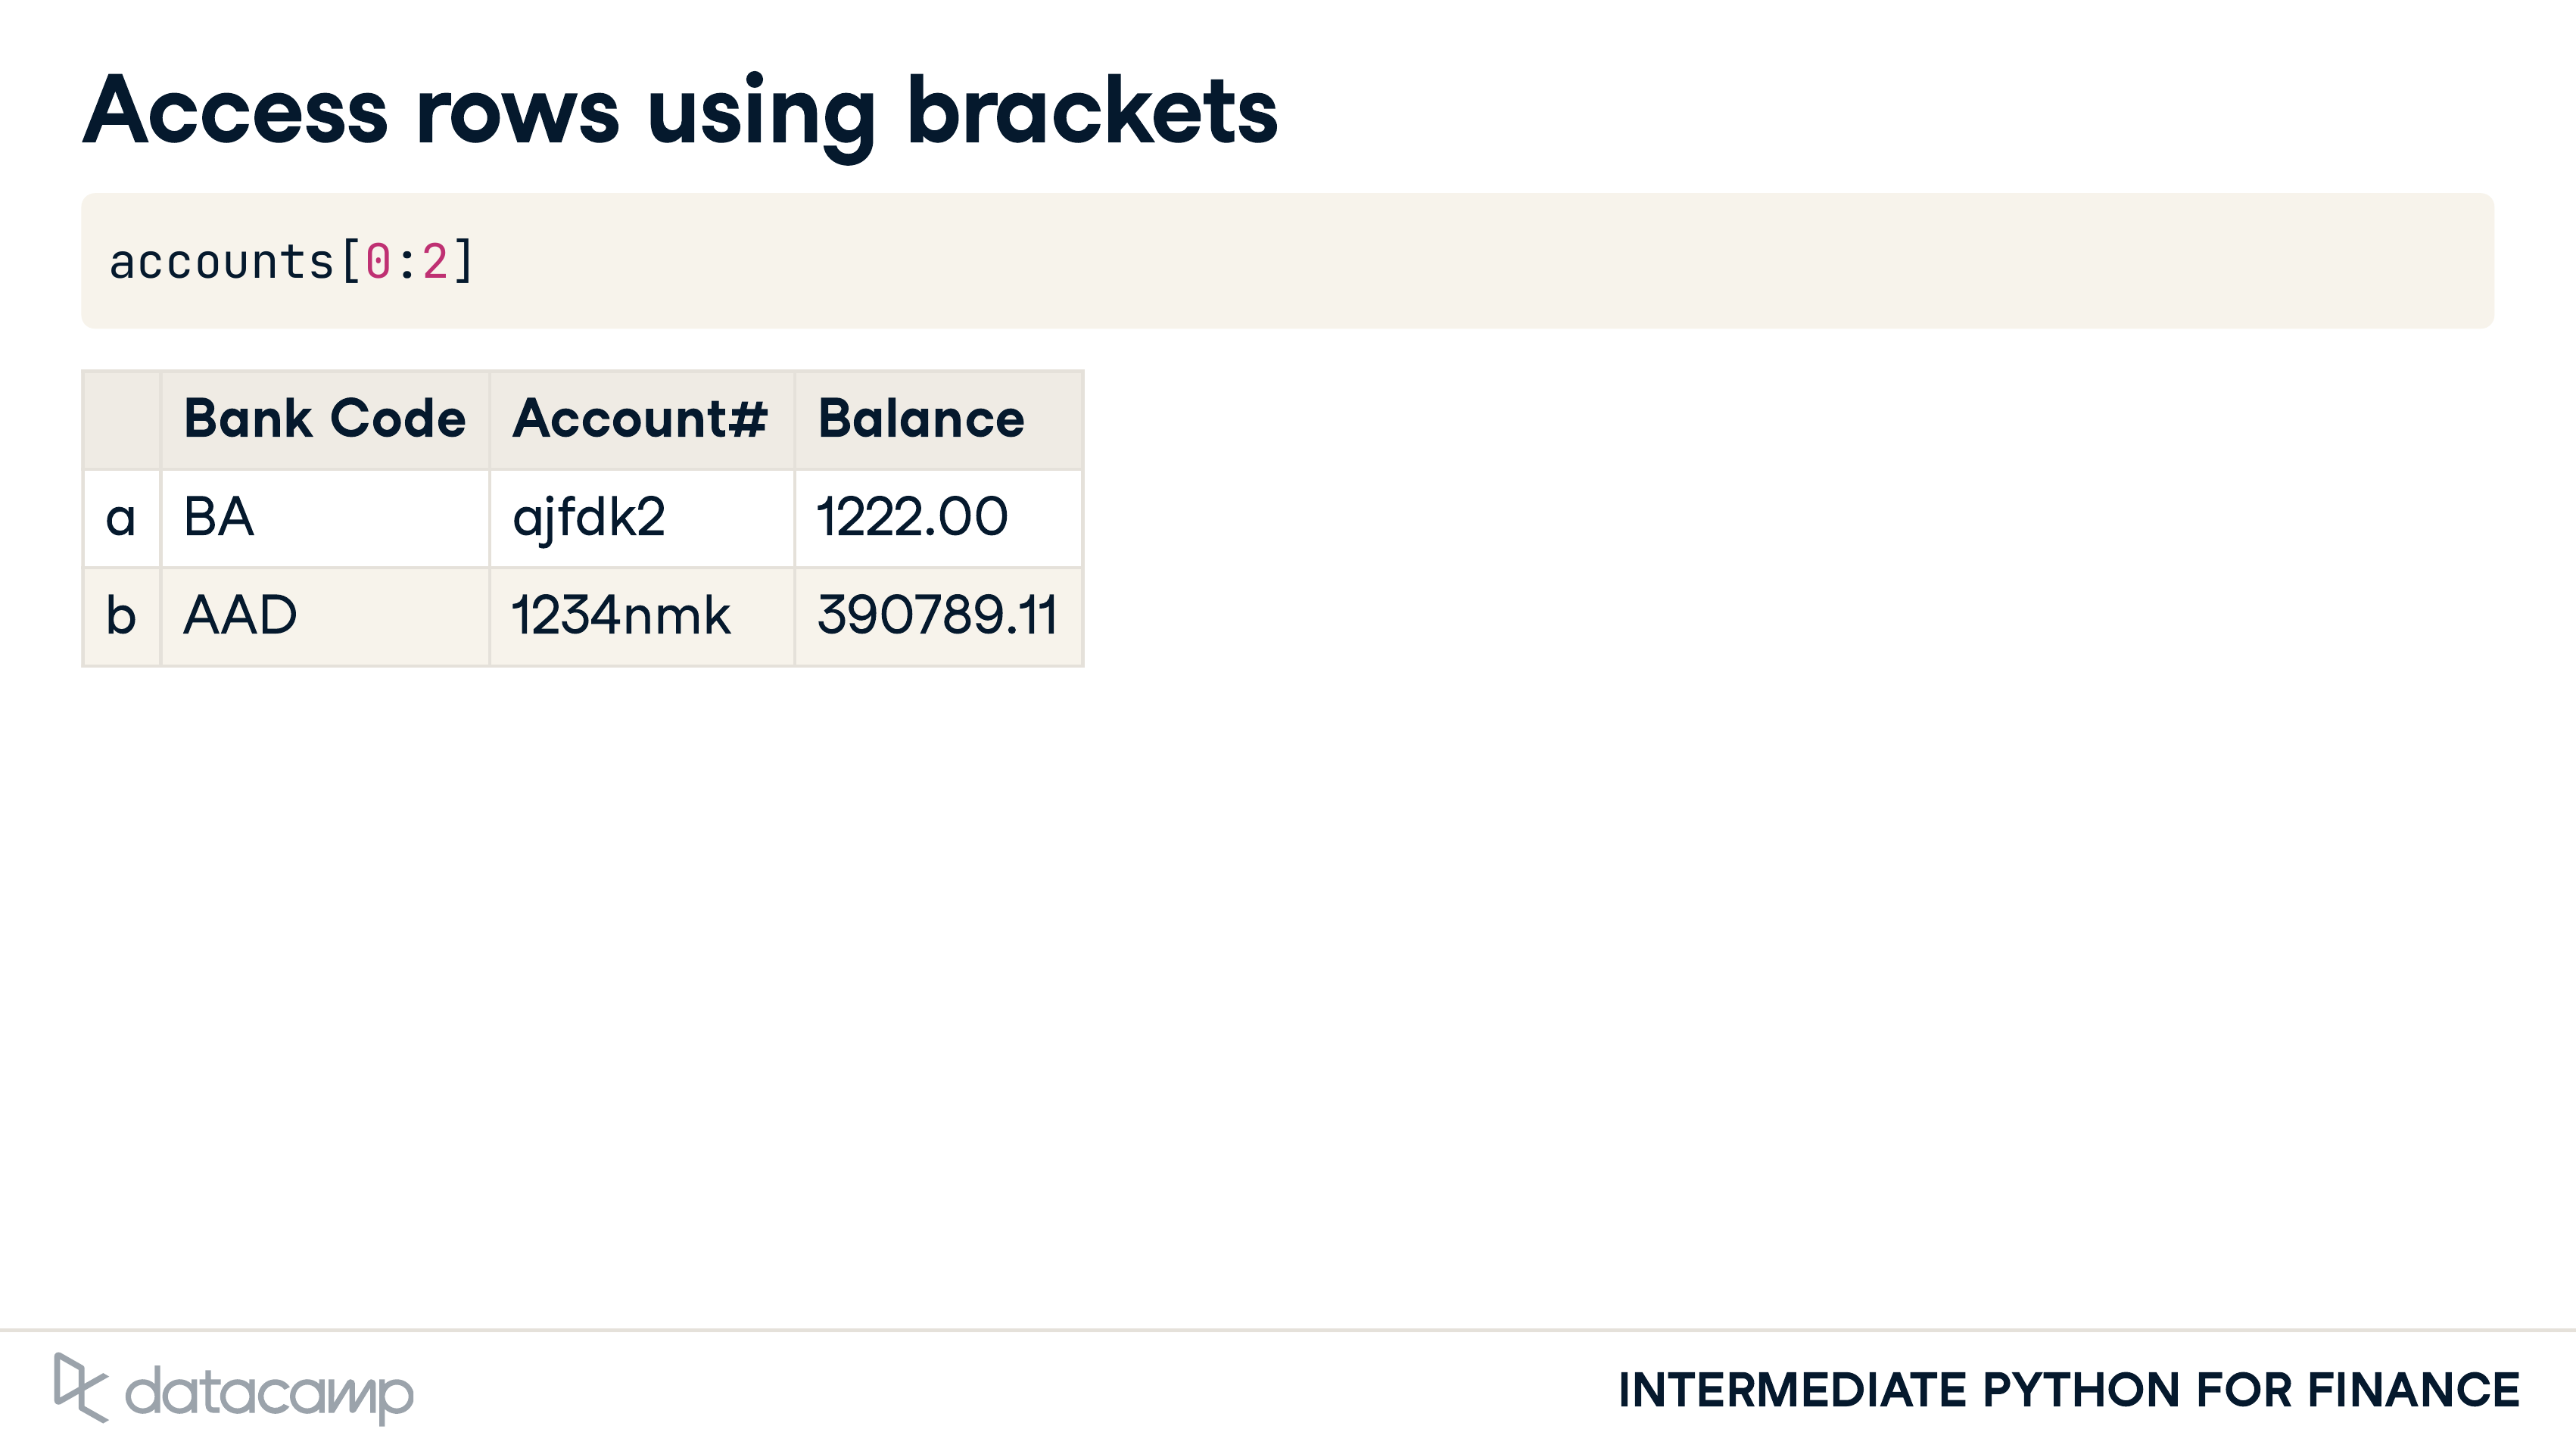 Access rows using brackets
accounts[0:2]
Bank Code Account# Balance
a BA ajfdk2 1222.00
b AAD 1234nmk 390789.11
datacamp
INTERMEDIATE PYTHON FOR FINANCE